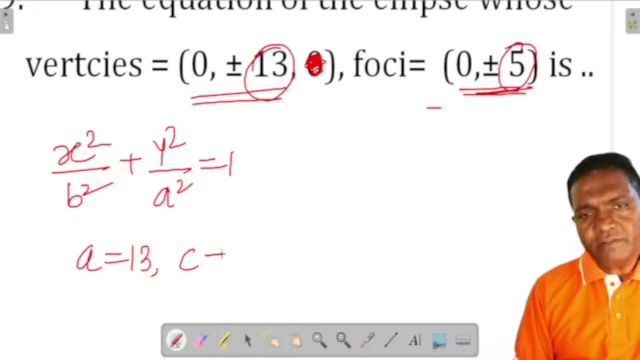 9. The equation of the ellipse whose
vertcies = (0, ± 13, 0), foci= (0,± 5) is ..
x²/b² + y²/a² = 1
a = 13, c
A|